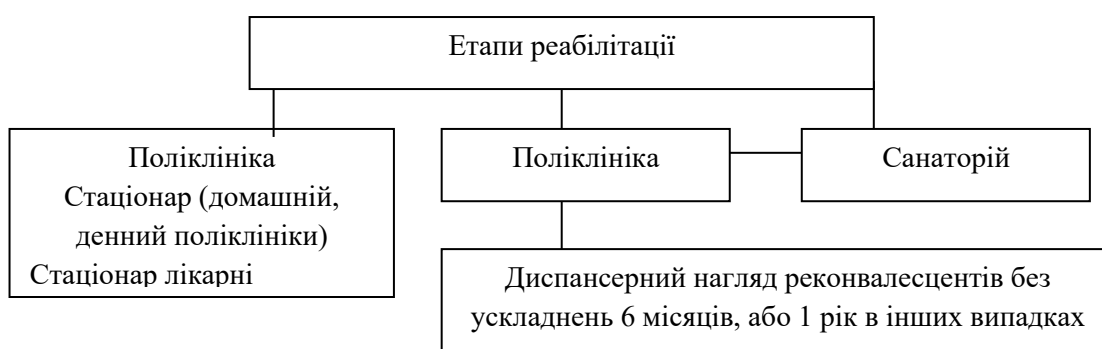 Етапи реабілітації
Поліклініка
Стаціонар (домашній,
денний поліклініки)
Стаціонар лікарні
Поліклініка
Санаторій
Диспансерний нагляд реконвалесцентів без
ускладнень 6 місяців, або 1 рік в інших випадках